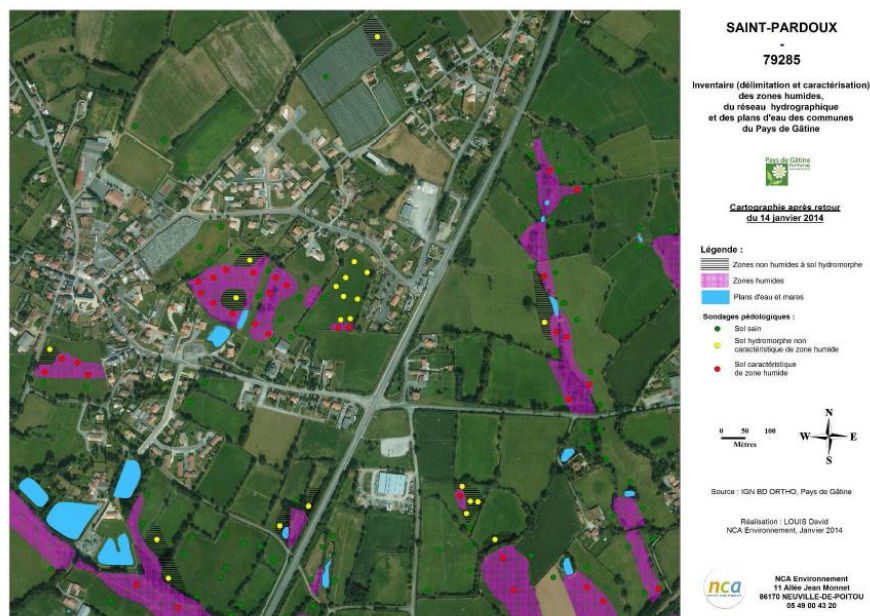 SAINT-PARDOUX
-
79285
Inventaire (délimitation et caractérisation)
des zones humides,
du réseau hydrographique
et des plans d'eau des communes
du Pays de Gâtine
Pays de Gâtine
Cartographie après retour
du 14 janvier 2014
Légende :
Zones non humides à sol hydromorphe
Zones humides
Plans d'eau et mares
Sondages pédologiques :
Sol sain
Sol hydromorphe non
caractéristique de zone humide
Sol caractéristique
de zone humide
0 50 100
Mètres
N
W E
S
Source : IGN BD ORTHO, Pays de Gâtine
Réalisation : LOUIS David
NCA Environnement, Janvier 2014
nca
environnement
NCA Environnement
11 Allée Jean Monnet
86170 NEUVILLE-DE-POITOU
05 49 00 43 20